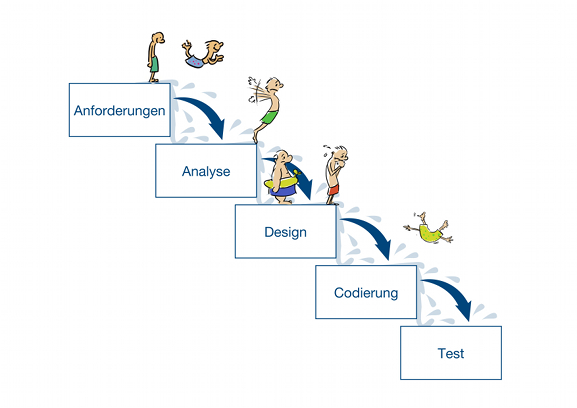 Anforderungen
Analyse
Design
Codierung
Test